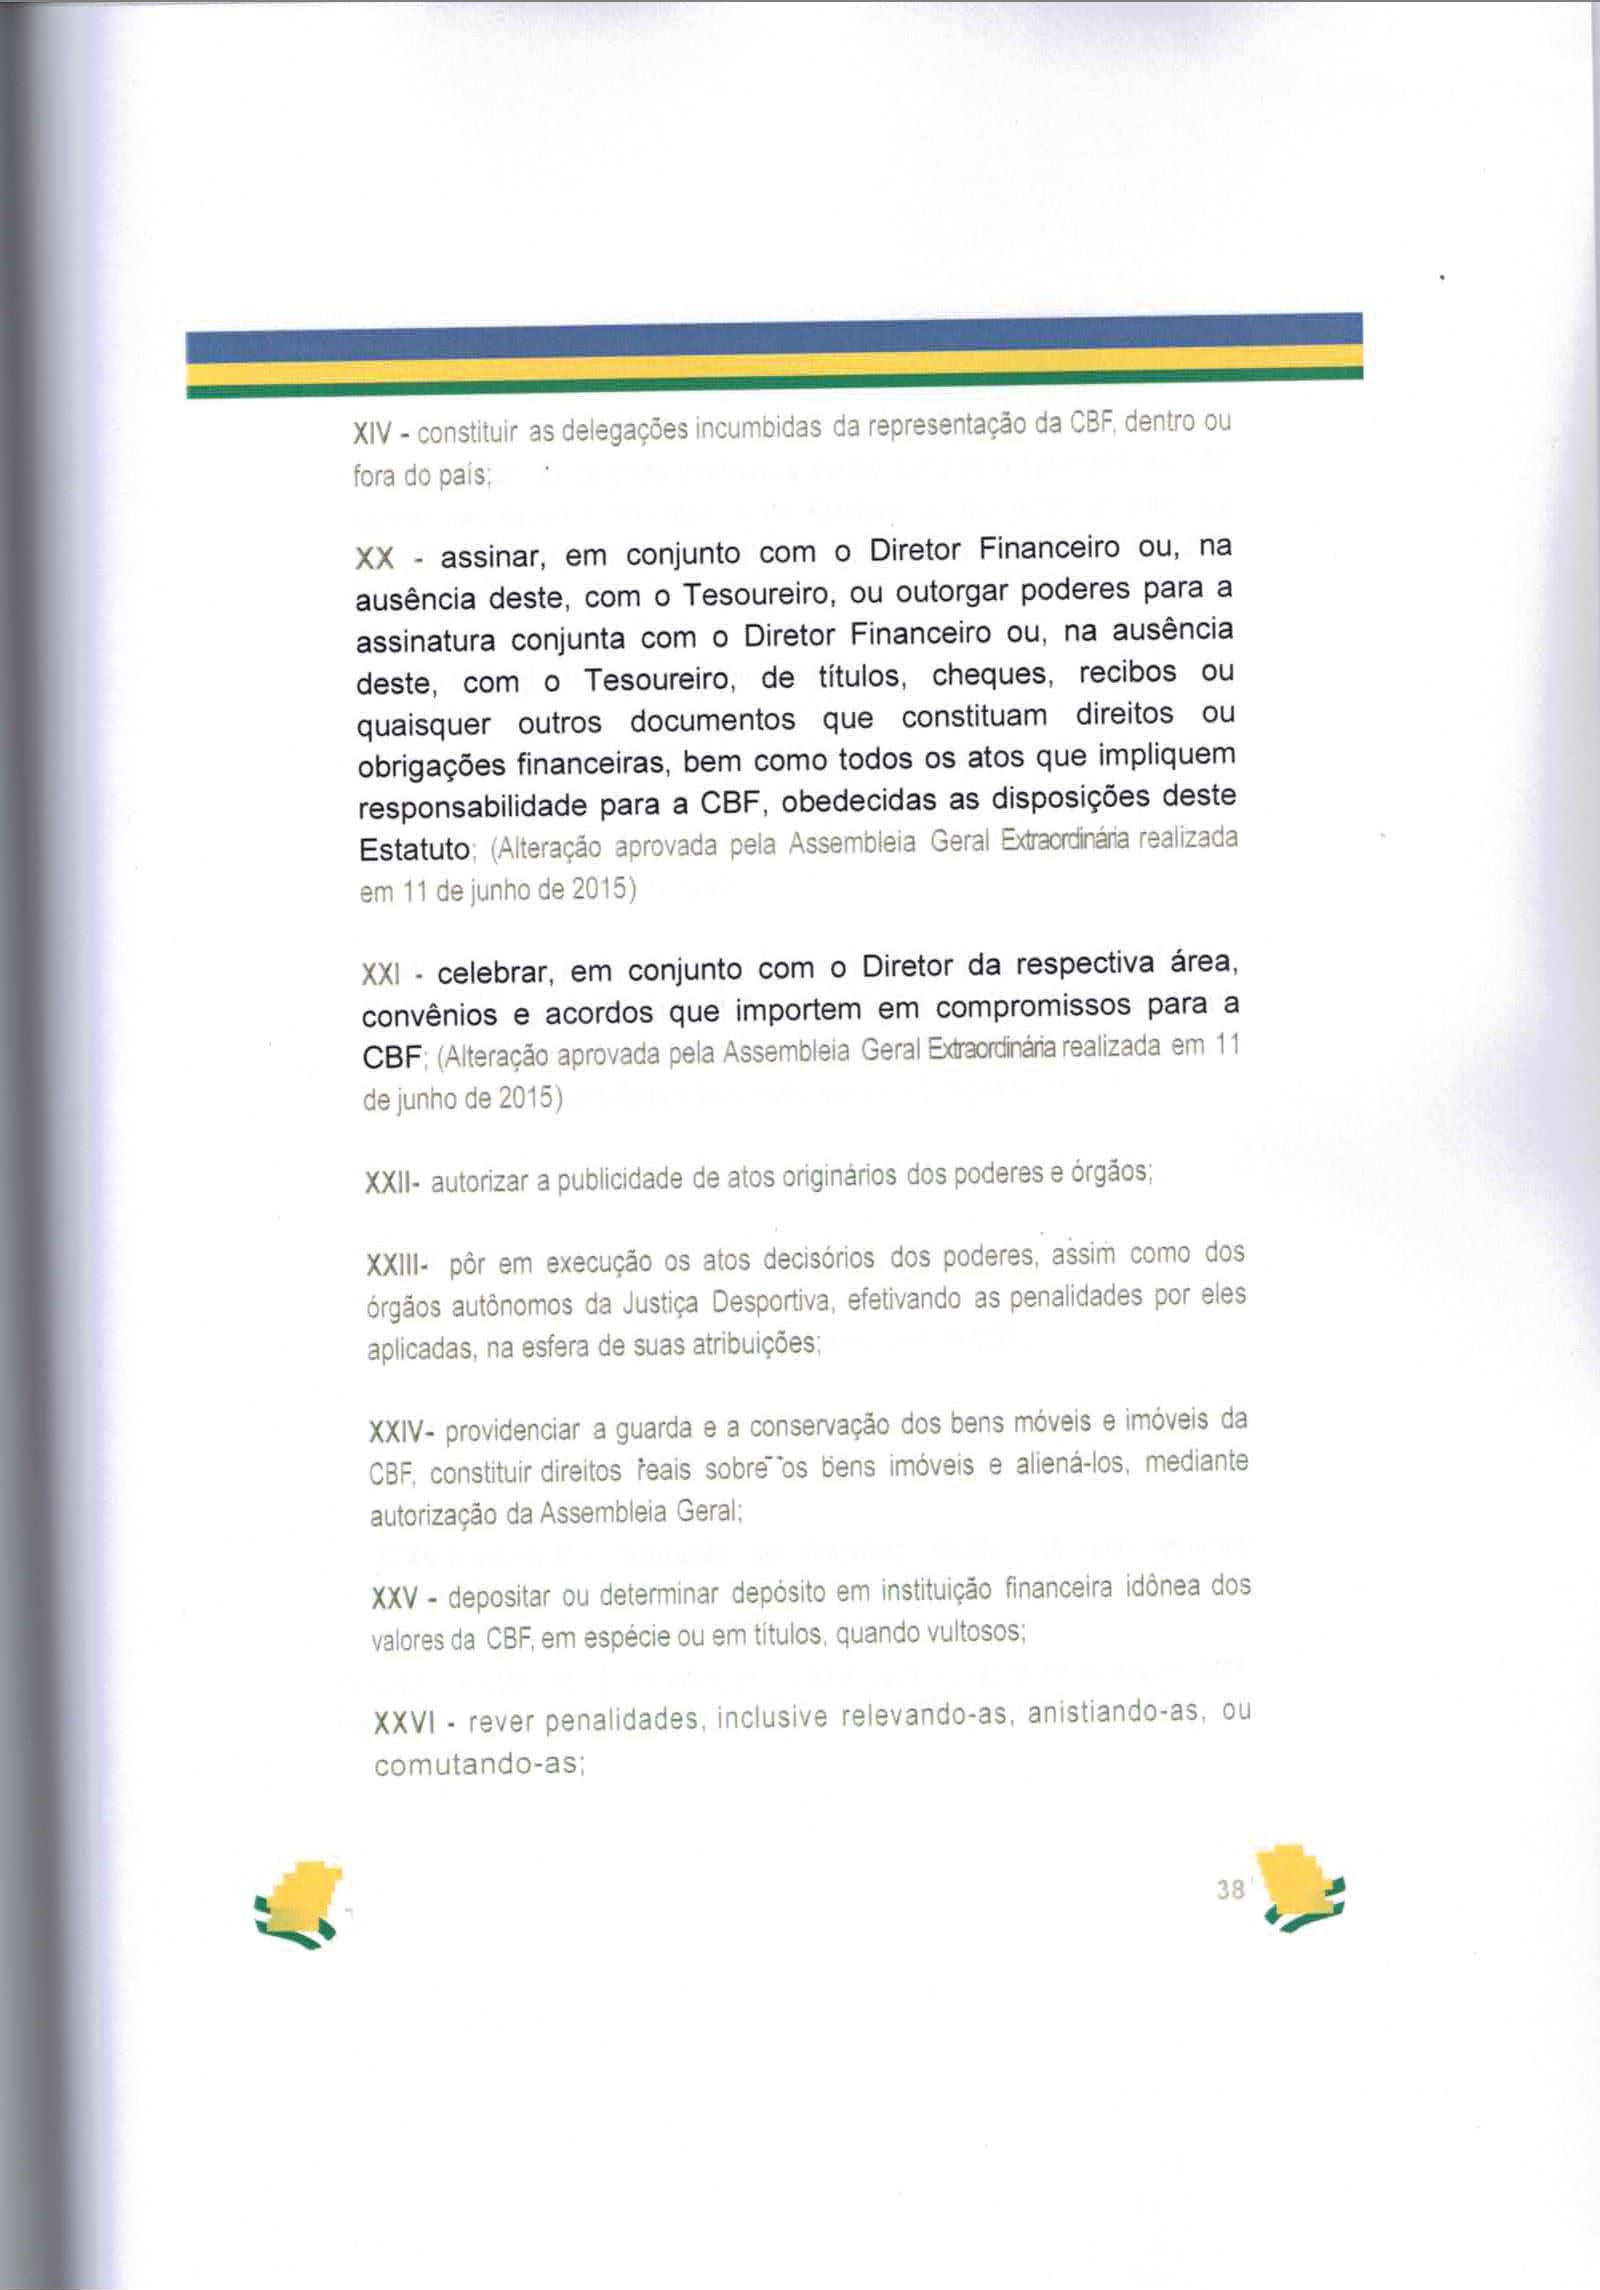 XIV - constituir as delegações incumbidas da representação da CBF, dentro ou
fora do país;
XX - assinar, em conjunto com o Diretor Financeiro ou, na
ausência deste, com o Tesoureiro, ou outorgar poderes para a
assinatura conjunta com o Diretor Financeiro ou, na ausência
deste, com o Tesoureiro, de títulos, cheques, recibos ou
quaisquer outros documentos que constituam direitos ou
obrigações financeiras, bem como todos os atos que impliquem
responsabilidade para a CBF, obedecidas as disposições deste
Estatuto; (Alteração aprovada pela Assembleia Geral Extraordinária realizada
em 11 de junho de 2015)
XXI - celebrar, em conjunto com o Diretor da respectiva área,
convênios e acordos que importem em compromissos para a
CBF; (Alteração aprovada pela Assembleia Geral Extraordinária realizada em 11
de junho de 2015)
XXII- autorizar a publicidade de atos originários dos poderes e órgãos;
XXIII- pôr em execução os atos decisórios dos poderes, assim como dos
órgãos autônomos da Justiça Desportiva, efetivando as penalidades por eles
aplicadas, na esfera de suas atribuições;
XXIV- providenciar a guarda e a conservação dos bens móveis e imóveis da
CBF, constituir direitos reais sobre os bens imóveis e aliená-los, mediante
autorização da Assembleia Geral;
XXV - depositar ou determinar depósito em instituição financeira idônea dos
valores da CBF, em espécie ou em títulos, quando vultosos;
XXVI - rever penalidades, inclusive relevando-as, anistiando-as, ou
comutando-as;
38